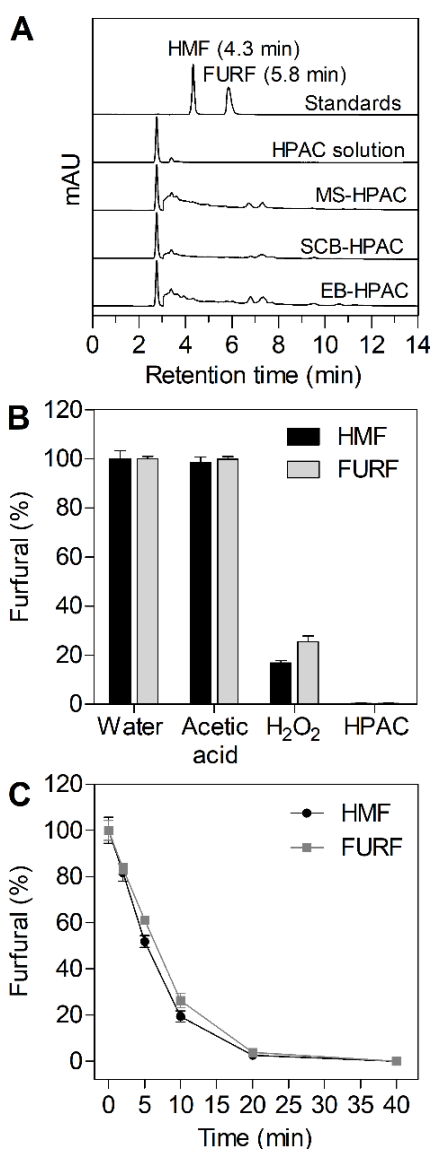 A
HMF (4.3 min)
FURF (5.8 min)
Standards
HPAC solution
MS-HPAC
SCB-HPAC
EB-HPAC
mAU
0 2 4 6 8 10 12 14
Retention time (min)
B
120
100
80
60
40
20
0
Furfural (%)
HMF
FURF
Water Acetic acid H₂O₂ HPAC
C
120
100
80
60
40
20
0
Furfural (%)
HMF
FURF
0 5 10 15 20 25 30 35 40
Time (min)